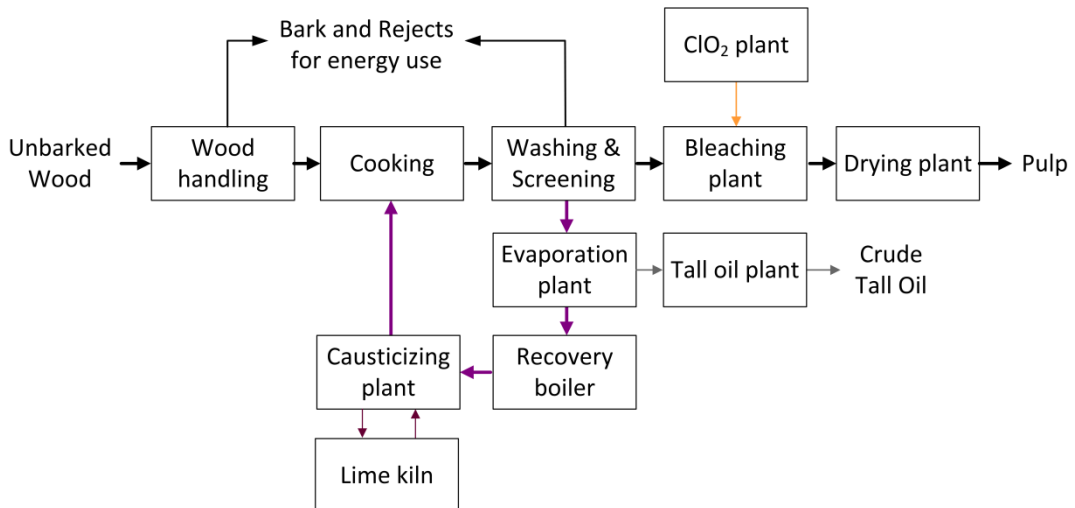 Bark and Rejects
for energy use
ClO₂ plant
Unbarked
Wood
Wood
handling
Cooking
Washing &
Screening
Bleaching
plant
Drying plant
Pulp
Evaporation
plant
Tall oil plant
Crude
Tall Oil
Causticizing
plant
Recovery
boiler
Lime kiln